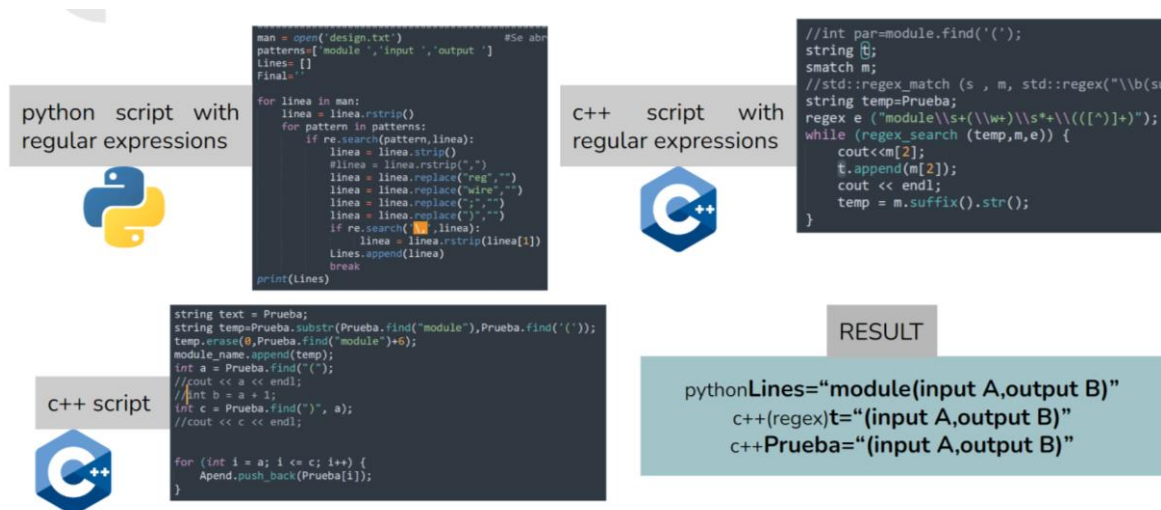 python script with
regular expressions
man = open('design.txt') #Se abr
patterns=['module ','input ','output ']
Lines= []
Final=''
for linea in man:
linea = linea.rstrip()
for pattern in patterns:
if re.search(pattern,linea):
linea = linea.strip()
#linea = linea.rstrip(",")
linea = linea.replace("reg","")
linea = linea.replace("wire","")
linea = linea.replace(";","")
linea = linea.replace(")","")
if re.search('\,',linea):
linea = linea.rstrip(linea[1])
Lines.append(linea)
break
print(Lines)
c++ script with
regular expressions
//int par=module.find('(');
string t;
smatch m;
//std::regex_match (s , m, std::regex("\\b(su
string temp=Prueba;
regex e ("module\\s+(\\w+)\\s*+\\(([^)]+)");
while (regex_search (temp,m,e)) {
cout<<m[2];
t.append(m[2]);
cout << endl;
temp = m.suffix().str();
}
c++ script
C++
string text = Prueba;
string temp=Prueba.substr(Prueba.find("module"),Prueba.find('('));
temp.erase(0,Prueba.find("module")+6);
module_name.append(temp);
int a = Prueba.find("(");
//cout << a << endl;
//int b = a + 1;
int c = Prueba.find(")", a);
//cout << c << endl;
for (int i = a; i <= c; i++) {
Apend.push_back(Prueba[i]);
}
C++
RESULT
pythonLines=“module(input A,output B)”
c++(regex)t=“(input A,output B)”
c++Prueba=“(input A,output B)”